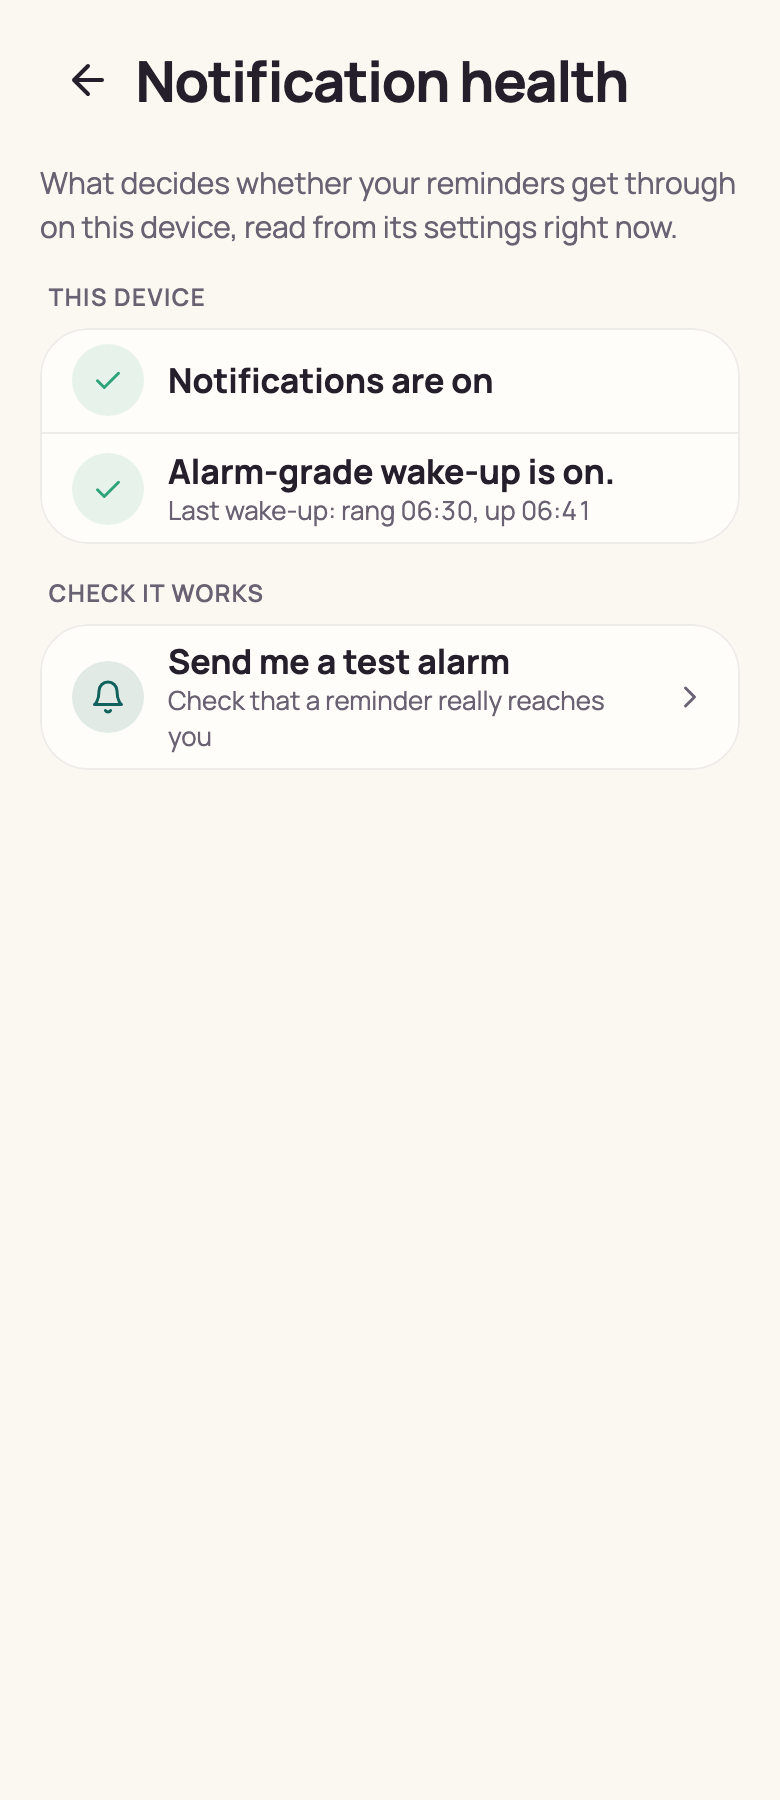 Notification health
What decides whether your reminders get through
on this device, read from its settings right now.
THIS DEVICE
Notifications are on
Alarm-grade wake-up is on.
Last wake-up: rang 06:30, up 06:41
CHECK IT WORKS
Send me a test alarm
Check that a reminder really reaches
you